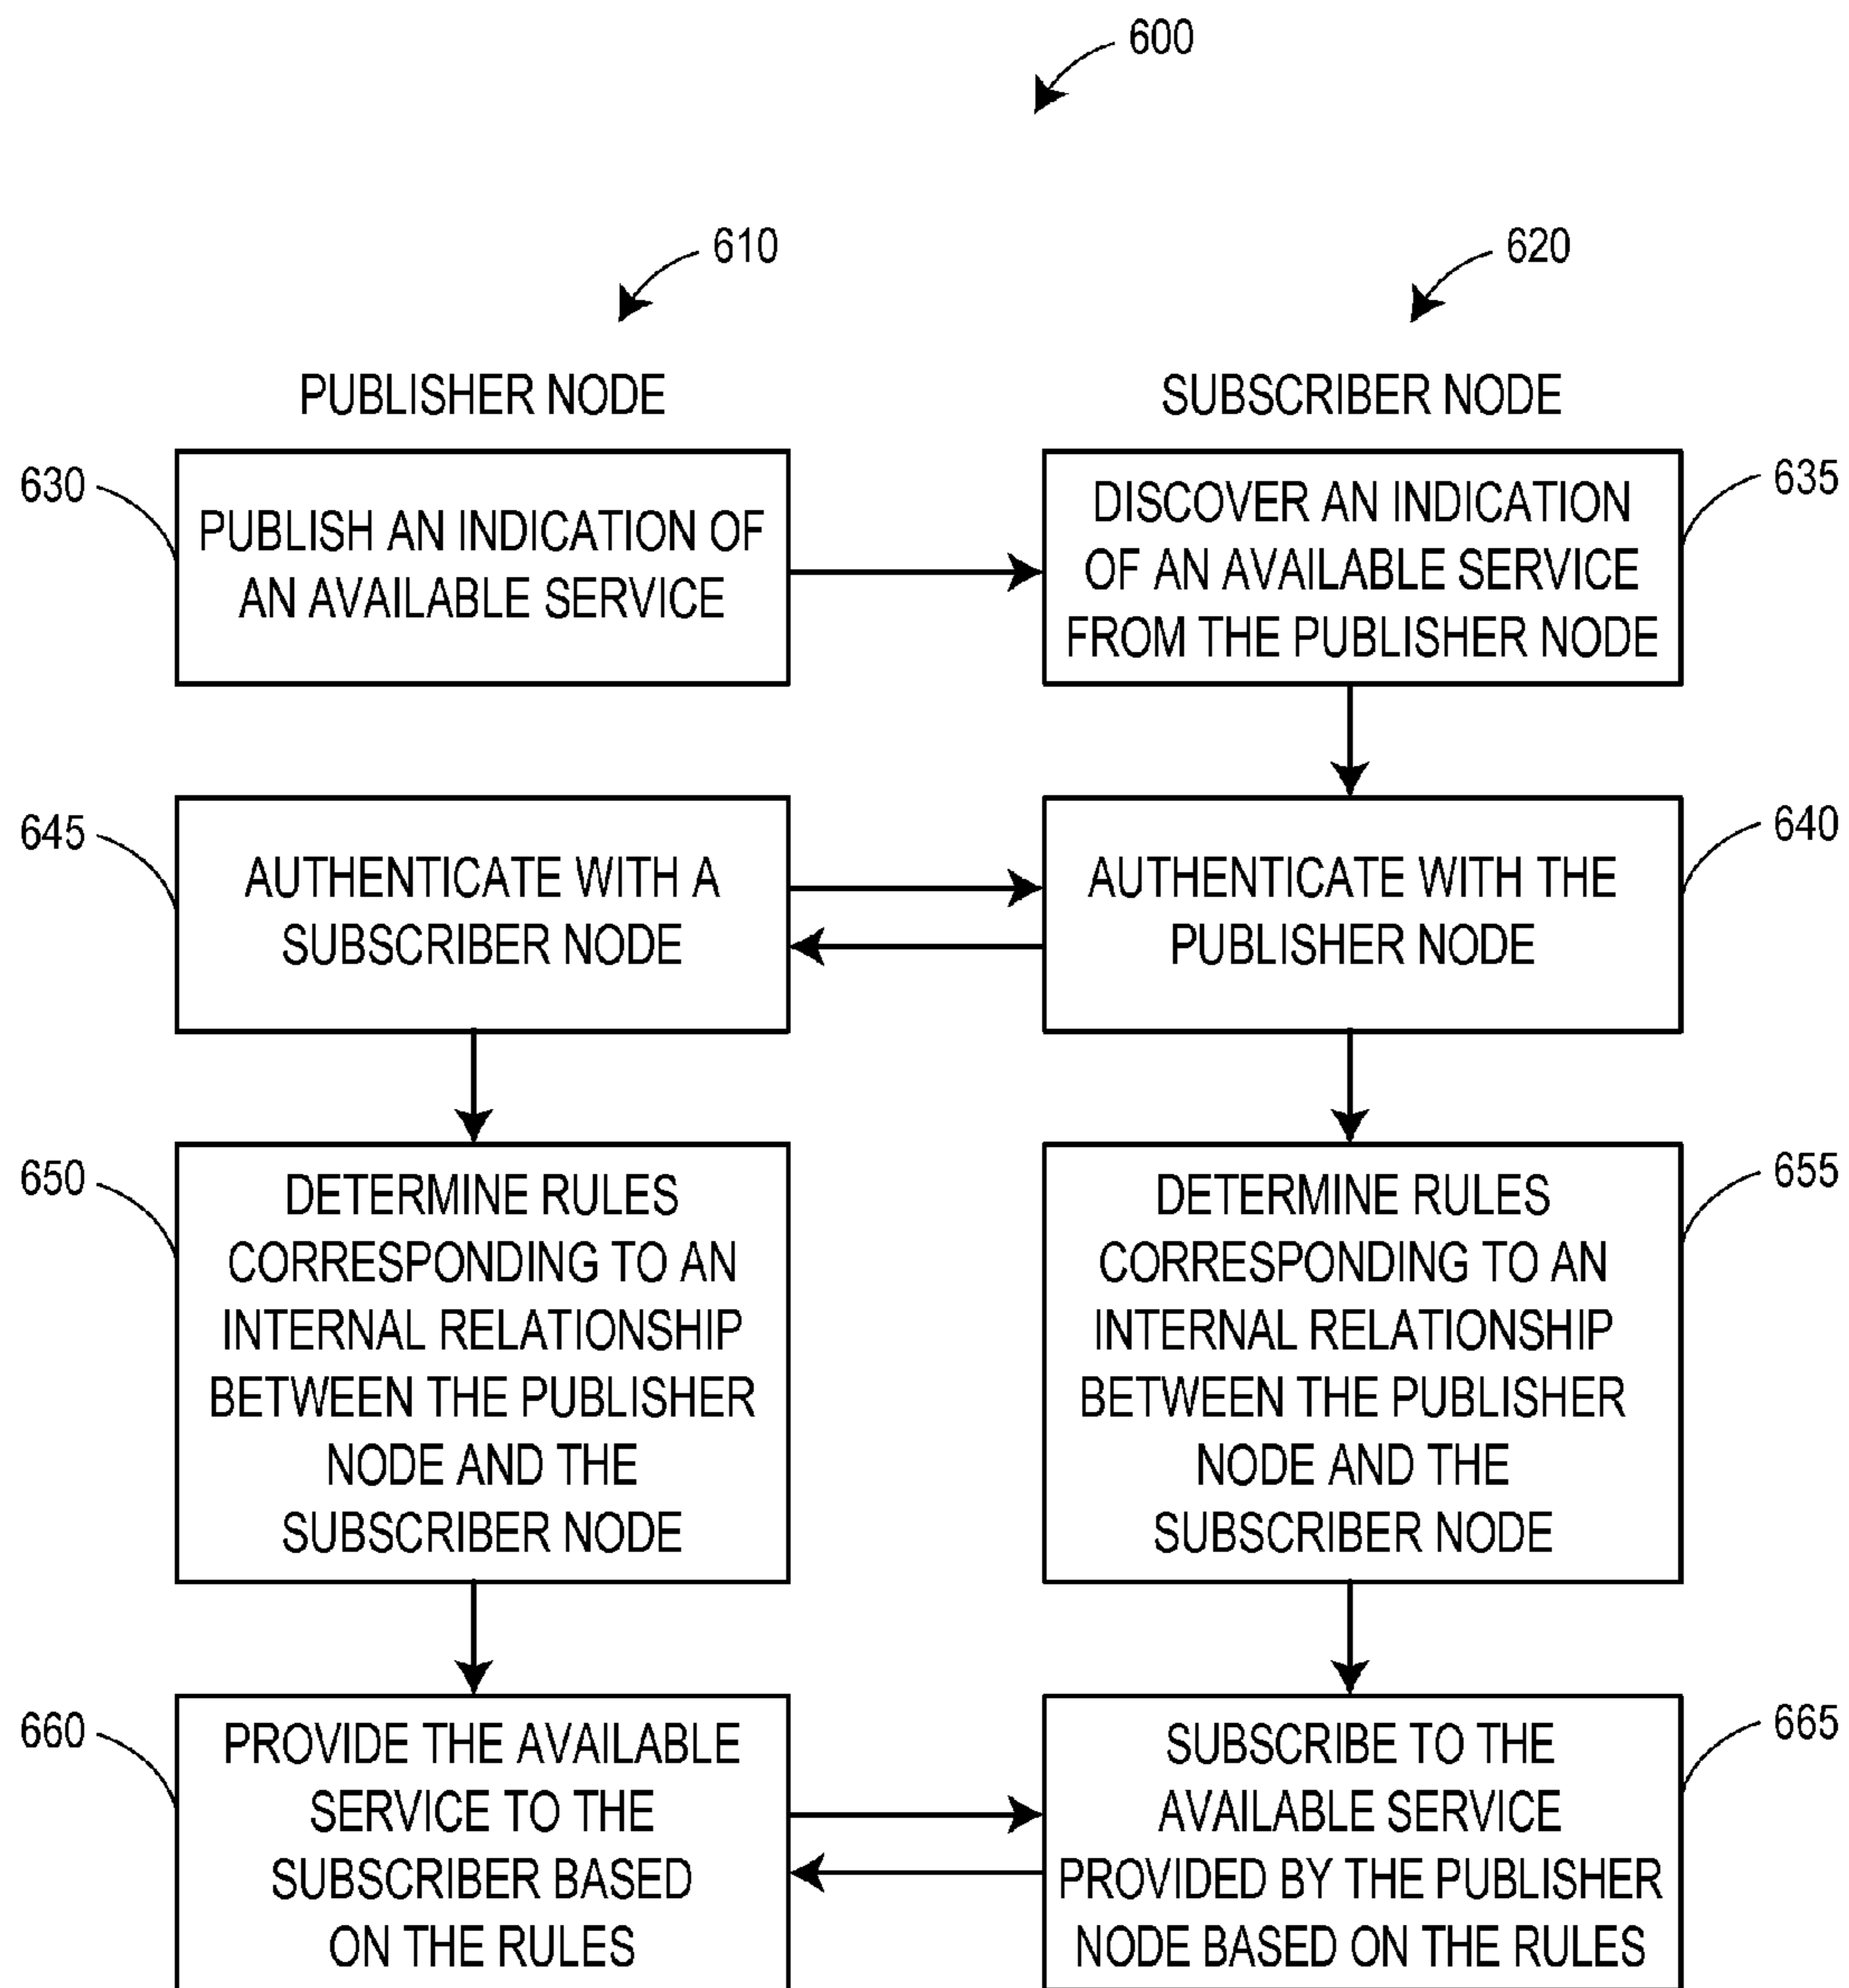 600
610
620
PUBLISHER NODE
SUBSCRIBER NODE
630
PUBLISH AN INDICATION OF
AN AVAILABLE SERVICE
635
DISCOVER AN INDICATION
OF AN AVAILABLE SERVICE
FROM THE PUBLISHER NODE
645
AUTHENTICATE WITH A
SUBSCRIBER NODE
640
AUTHENTICATE WITH THE
PUBLISHER NODE
650
DETERMINE RULES
CORRESPONDING TO AN
INTERNAL RELATIONSHIP
BETWEEN THE PUBLISHER
NODE AND THE
SUBSCRIBER NODE
655
DETERMINE RULES
CORRESPONDING TO AN
INTERNAL RELATIONSHIP
BETWEEN THE PUBLISHER
NODE AND THE
SUBSCRIBER NODE
660
PROVIDE THE AVAILABLE
SERVICE TO THE
SUBSCRIBER BASED
ON THE RULES
665
SUBSCRIBE TO THE
AVAILABLE SERVICE
PROVIDED BY THE PUBLISHER
NODE BASED ON THE RULES